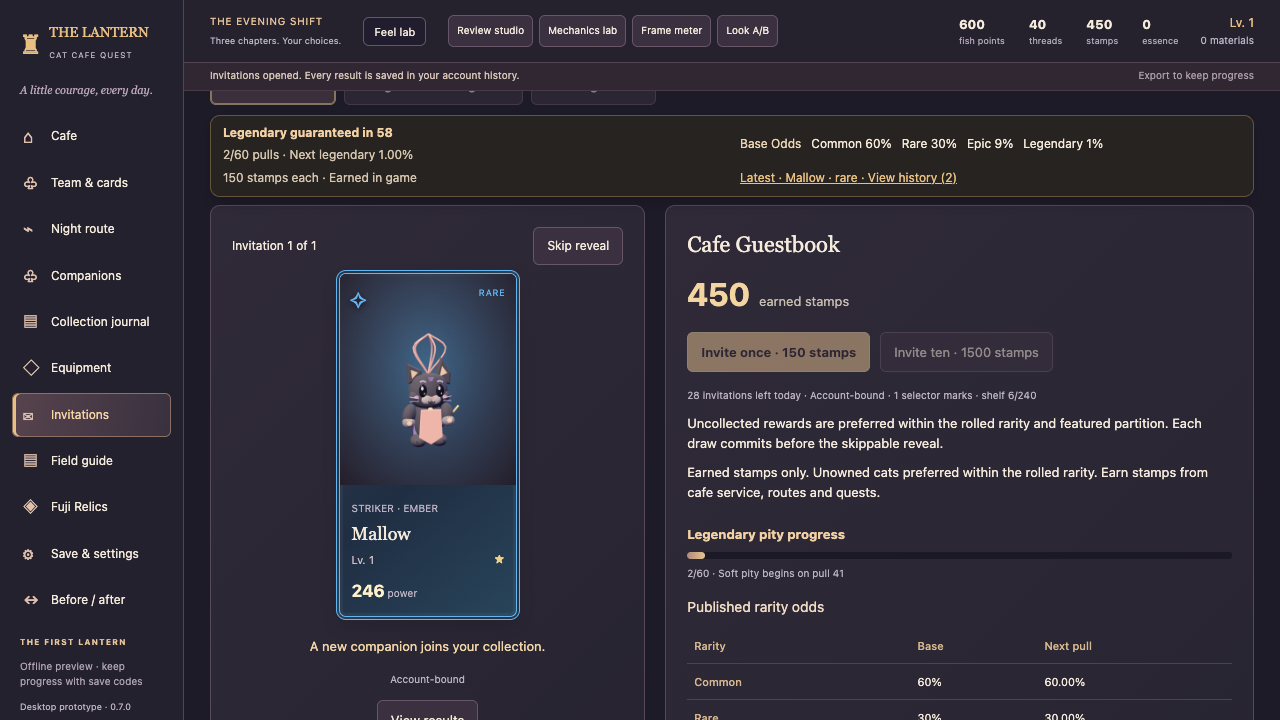 THE LANTERN
CAT CAFE QUEST
A little courage, every day.
Cafe
Team & cards
Night route
Companions
Collection journal
Equipment
Invitations
Field guide
Fuji Relics
Save & settings
Before / after
THE FIRST LANTERN
Offline preview · keep
progress with save codes
Desktop prototype · 0.7.0
THE EVENING SHIFT
Three chapters. Your choices.
Feel lab
Review studio
Mechanics lab
Frame meter
Look A/B
600
fish points
40
threads
450
stamps
0
essence
Lv. 1
0 materials
Invitations opened. Every result is saved in your account history.
Export to keep progress
Legendary guaranteed in 58
2/60 pulls · Next legendary 1.00%
150 stamps each · Earned in game
Base Odds Common 60% Rare 30% Epic 9% Legendary 1%
Latest · Mallow · rare · View history (2)
Invitation 1 of 1
Skip reveal
RARE
STRIKER · EMBER
Mallow
Lv. 1
246 power
A new companion joins your collection.
Account-bound
View results
Cafe Guestbook
450 earned stamps
Invite once · 150 stamps
Invite ten · 1500 stamps
28 invitations left today · Account-bound · 1 selector marks · shelf 6/240
Uncollected rewards are preferred within the rolled rarity and featured partition. Each
draw commits before the skippable reveal.
Earned stamps only. Unowned cats preferred within the rolled rarity. Earn stamps from
cafe service, routes and quests.
Legendary pity progress
2/60 · Soft pity begins on pull 41
Published rarity odds
Rarity Base Next pull
Common 60% 60.00%
Rare 30% 30.00%